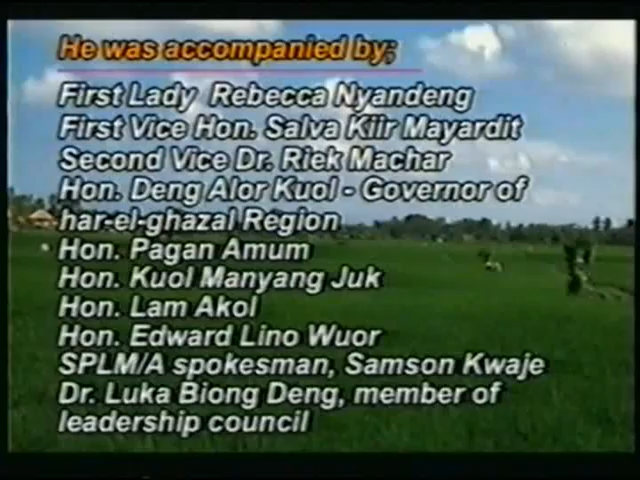 He was accompanied by;
First Lady Rebecca Nyandeng
First Vice Hon. Salva Kiir Mayardit
Second Vice Dr. Riek Machar
Hon. Deng Alor Kuol - Governor of
har-el-ghazal Region
Hon. Pagan Amum
Hon. Kuol Manyang Juk
Hon. Lam Akol
Hon. Edward Lino Wuor
SPLM/A spokesman, Samson Kwaje
Dr. Luka Biong Deng, member of
leadership council